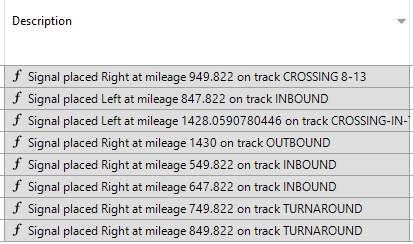 Description
Signal placed Right at mileage 949.822 on track CROSSING 8-13
Signal placed Left at mileage 847.822 on track INBOUND
Signal placed Left at mileage 1428.0590780446 on track CROSSING-IN-
Signal placed Right at mileage 1430 on track OUTBOUND
Signal placed Right at mileage 549.822 on track INBOUND
Signal placed Right at mileage 647.822 on track INBOUND
Signal placed Right at mileage 749.822 on track TURNAROUND
Signal placed Right at mileage 849.822 on track TURNAROUND